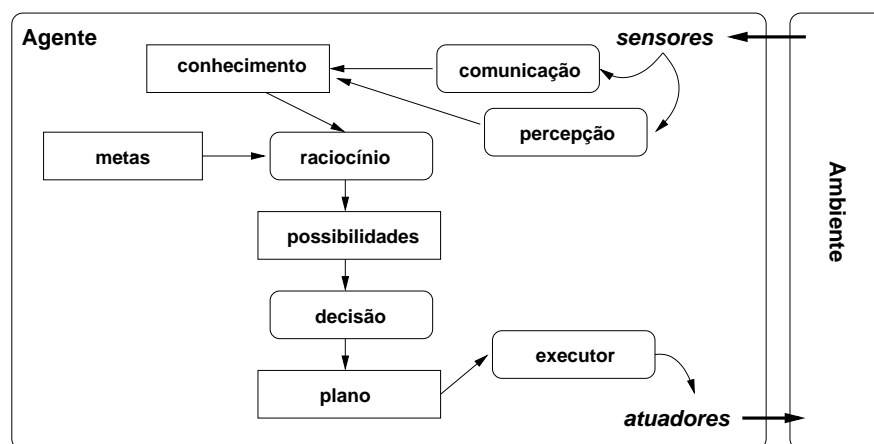 Agente
sensores
conhecimento
comunicação
percepção
metas
raciocínio
Ambiente
possibilidades
decisão
executor
plano
atuadores